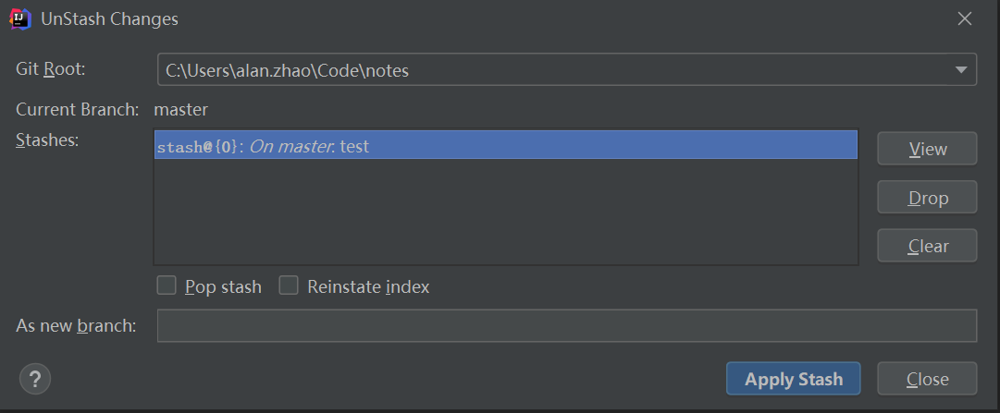 UnStash Changes
Git Root: C:\Users\alan.zhao\Code\notes
Current Branch: master
Stashes: stash@{0}: On master: test
View
Drop
Clear
Pop stash Reinstate index
As new branch:
? Apply Stash Close